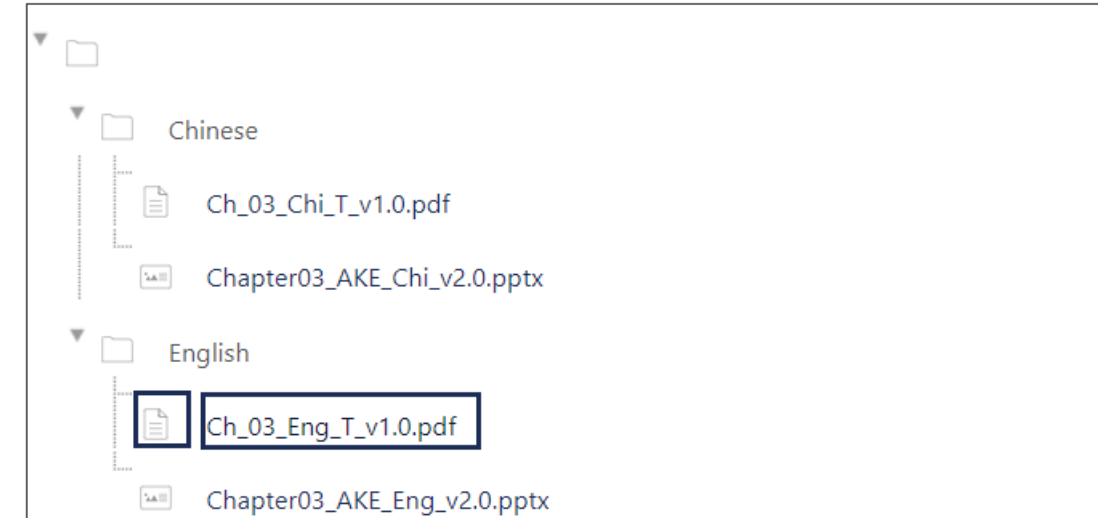 Chinese
Ch_03_Chi_T_v1.0.pdf
Chapter03_AKE_Chi_v2.0.pptx
English
Ch_03_Eng_T_v1.0.pdf
Chapter03_AKE_Eng_v2.0.pptx